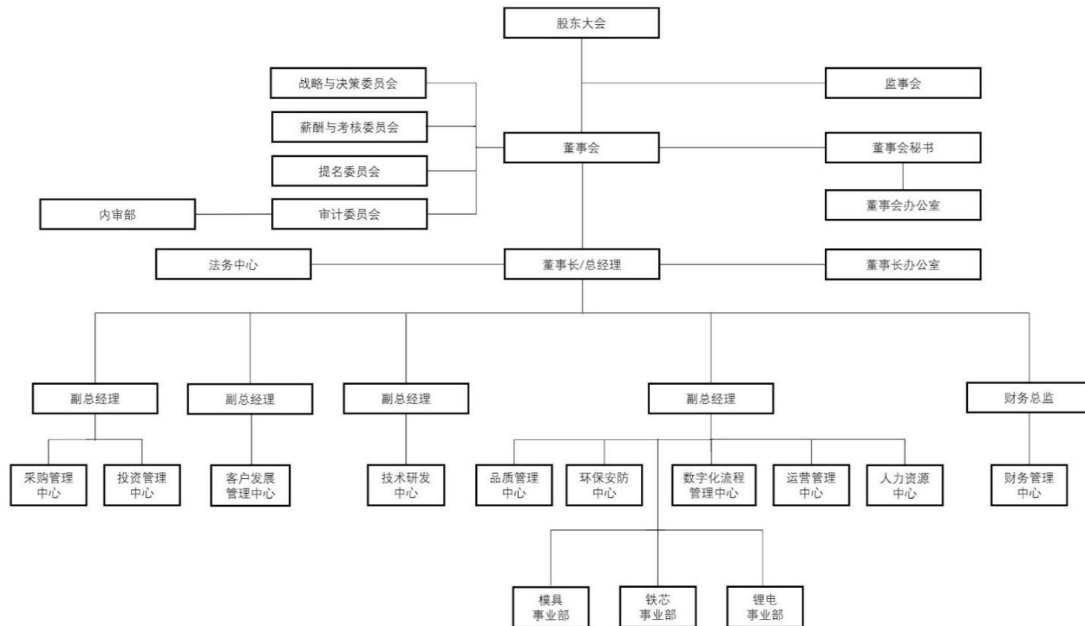 股东大会
战略与决策委员会
监事会
薪酬与考核委员会
董事会
董事会秘书
提名委员会
董事会办公室
内审部
审计委员会
法务中心
董事长/总经理
董事长办公室
副总经理
副总经理
副总经理
副总经理
财务总监
采购管理
中心
投资管理
中心
客户发展
管理中心
技术研发
中心
品质管理
中心
环保安防
中心
数字化流程
管理中心
运营管理
中心
人力资源
中心
财务管理
中心
模具
事业部
铁芯
事业部
锂电
事业部